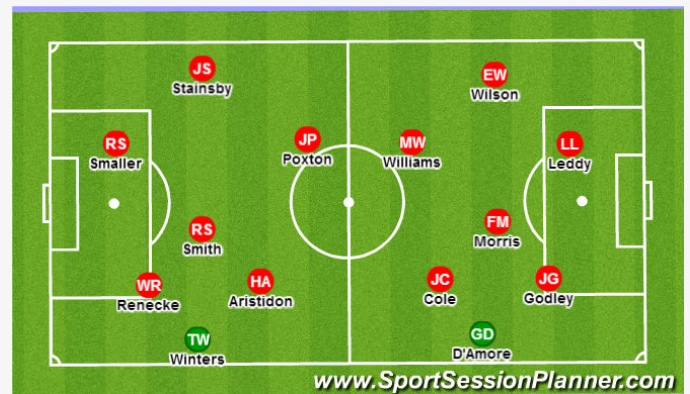 JS
Stainsby
EW
Wilson
RS
Smaller
JP
Poxton
MW
Williams
LL
Leddy
RS
Smith
FM
Morris
WR
Renecke
HA
Aristidon
JC
Cole
JG
Godley
TW
Winters
GD
D'Amore
www.SportSessionPlanner.com